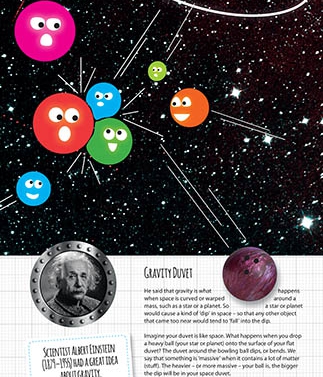 Gravity Duvet
He said that gravity is what happens
when space is curved or warped around a
mass, such as a star or a planet. So a star or planet
would cause a kind of ‘dip’ in space – so that any other object
that came too near would tend to ‘fall’ into the dip.
Imagine your duvet is like space. What happens when you drop
a heavy ball (your star or planet) onto the surface of your flat
duvet? The duvet around the bowling ball dips, or bends. We
say that something is ‘massive’ when it contains a lot of matter
(stuff). The heavier – or more massive – your ball is, the bigger
the dip will be in your space duvet.
Scientist Albert Einstein
(1879-1955) had a great idea
about gravity.